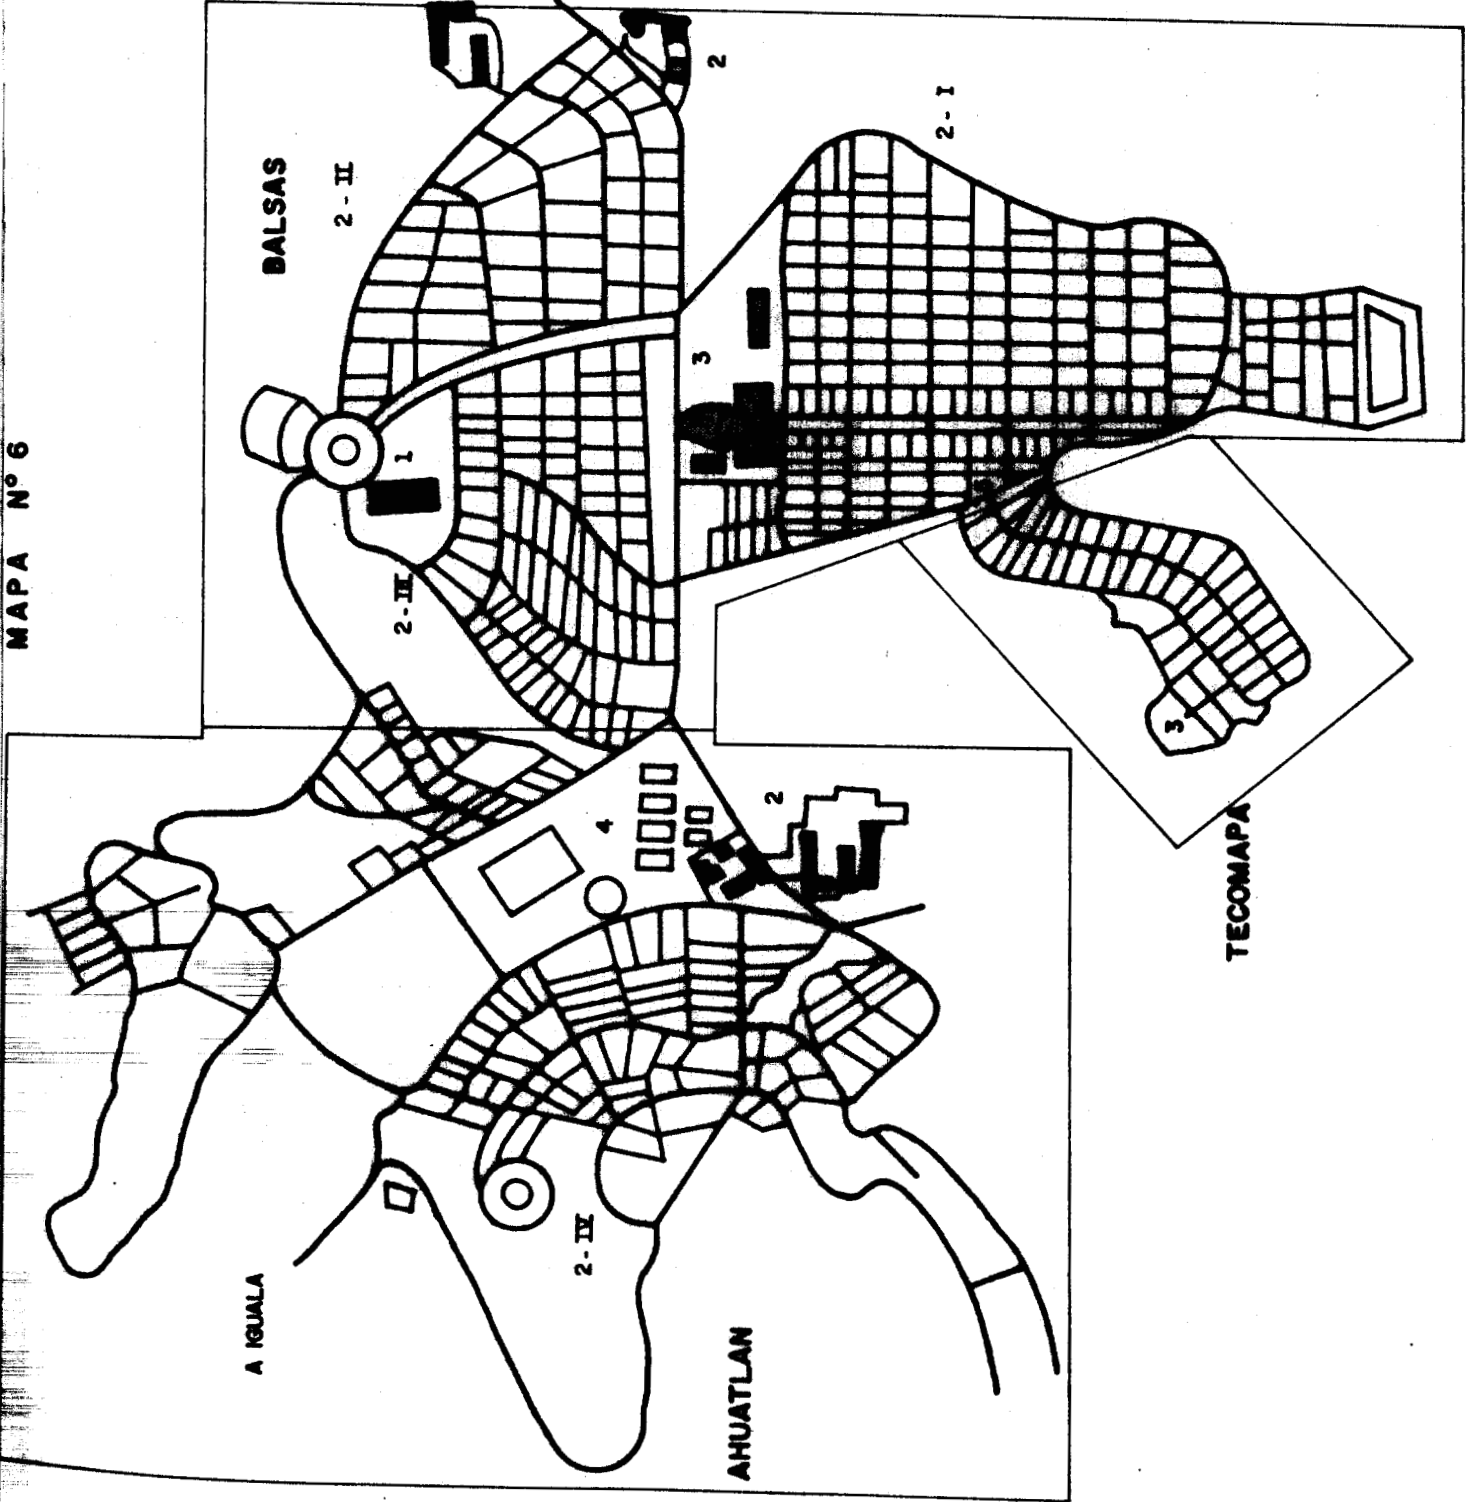 MAPA N° 6
BALSAS
2-II
2
2-I
3
1
2-III
4
2
3
TECOMAPA
A IGUALA
2-IV
AHUATLAN